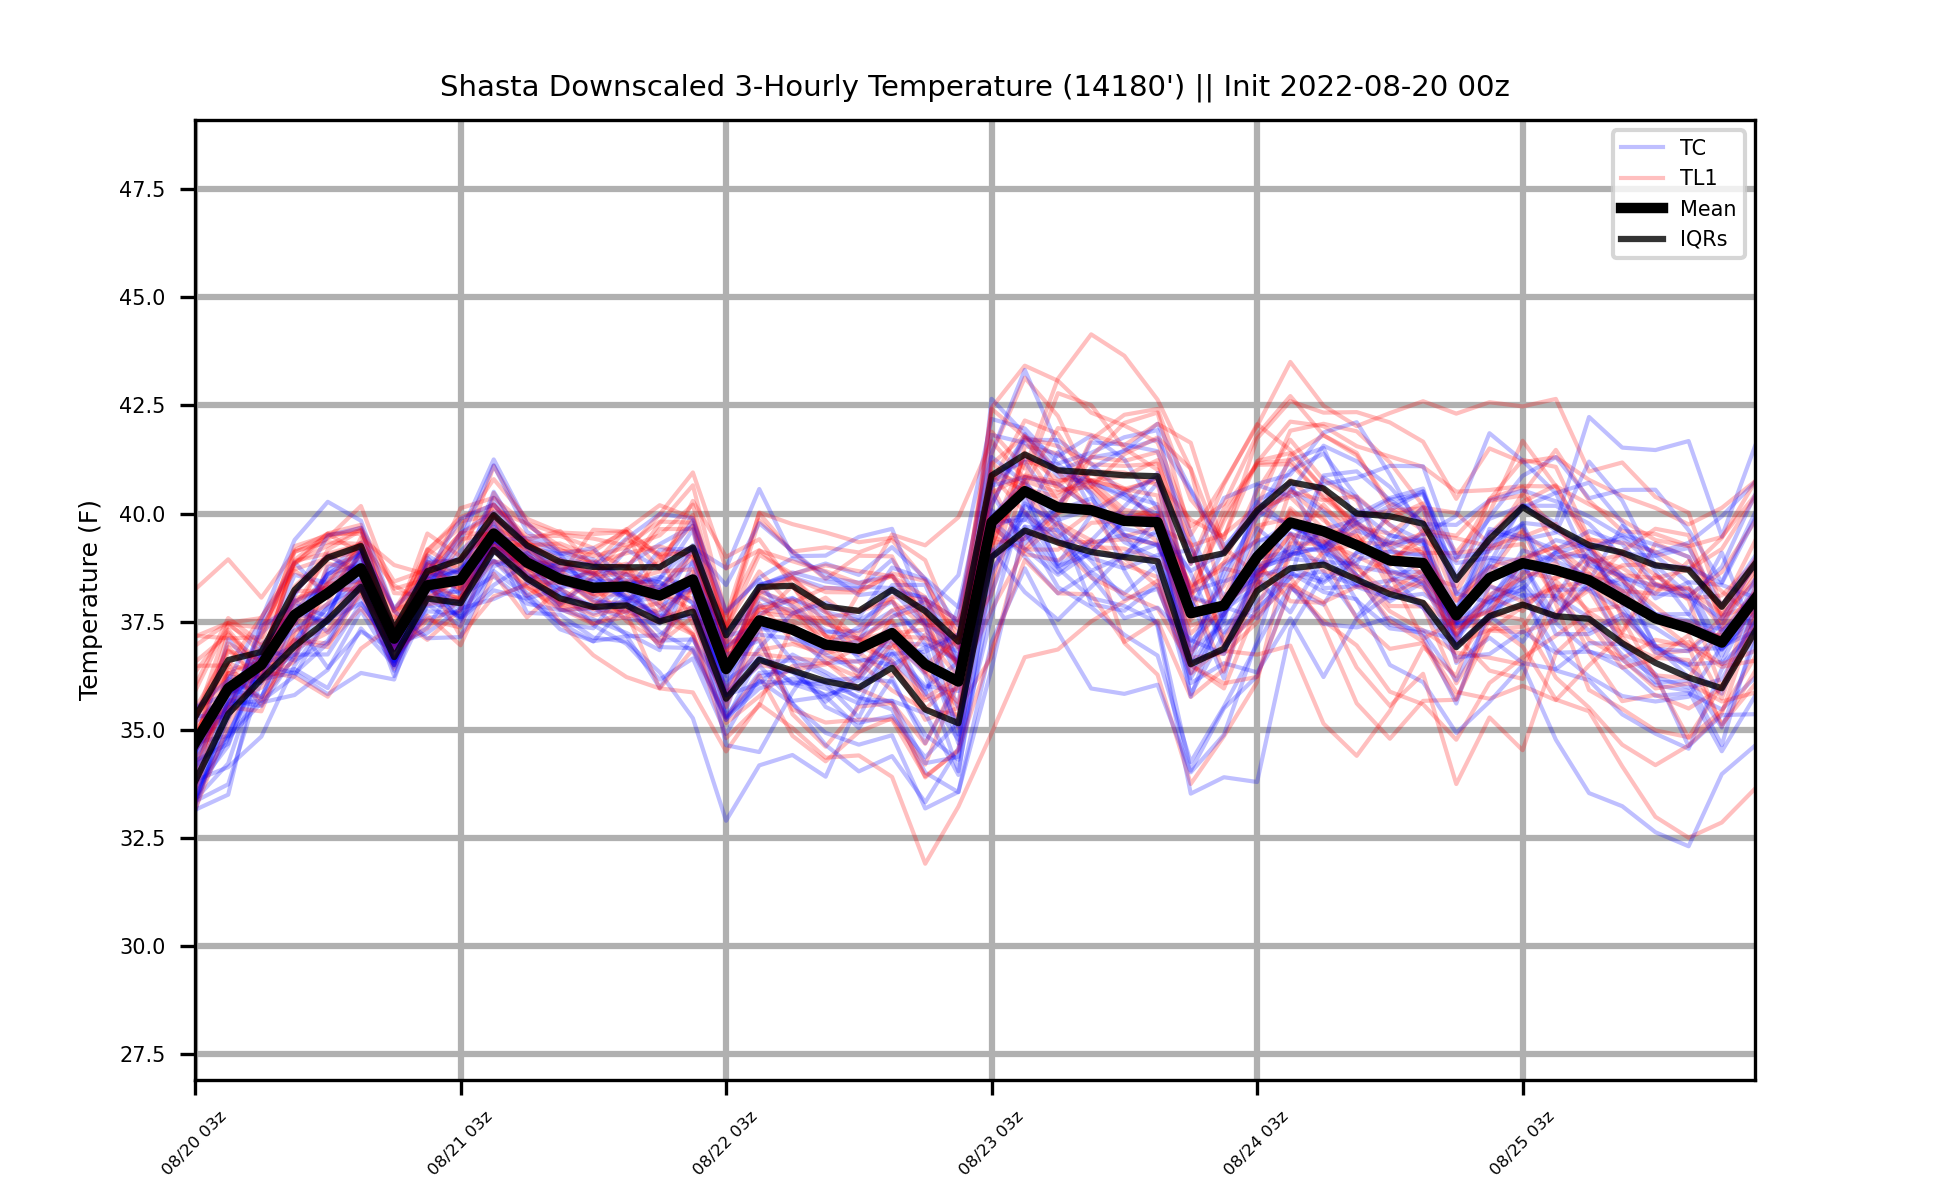 Shasta Downscaled 3-Hourly Temperature (14180') || Init 2022-08-20 00z
TC
TL1
Mean
IQRs
Temperature (F)
47.5
45.0
42.5
40.0
37.5
35.0
32.5
30.0
27.5
08/20 03z
08/21 03z
08/22 03z
08/23 03z
08/24 03z
08/25 03z